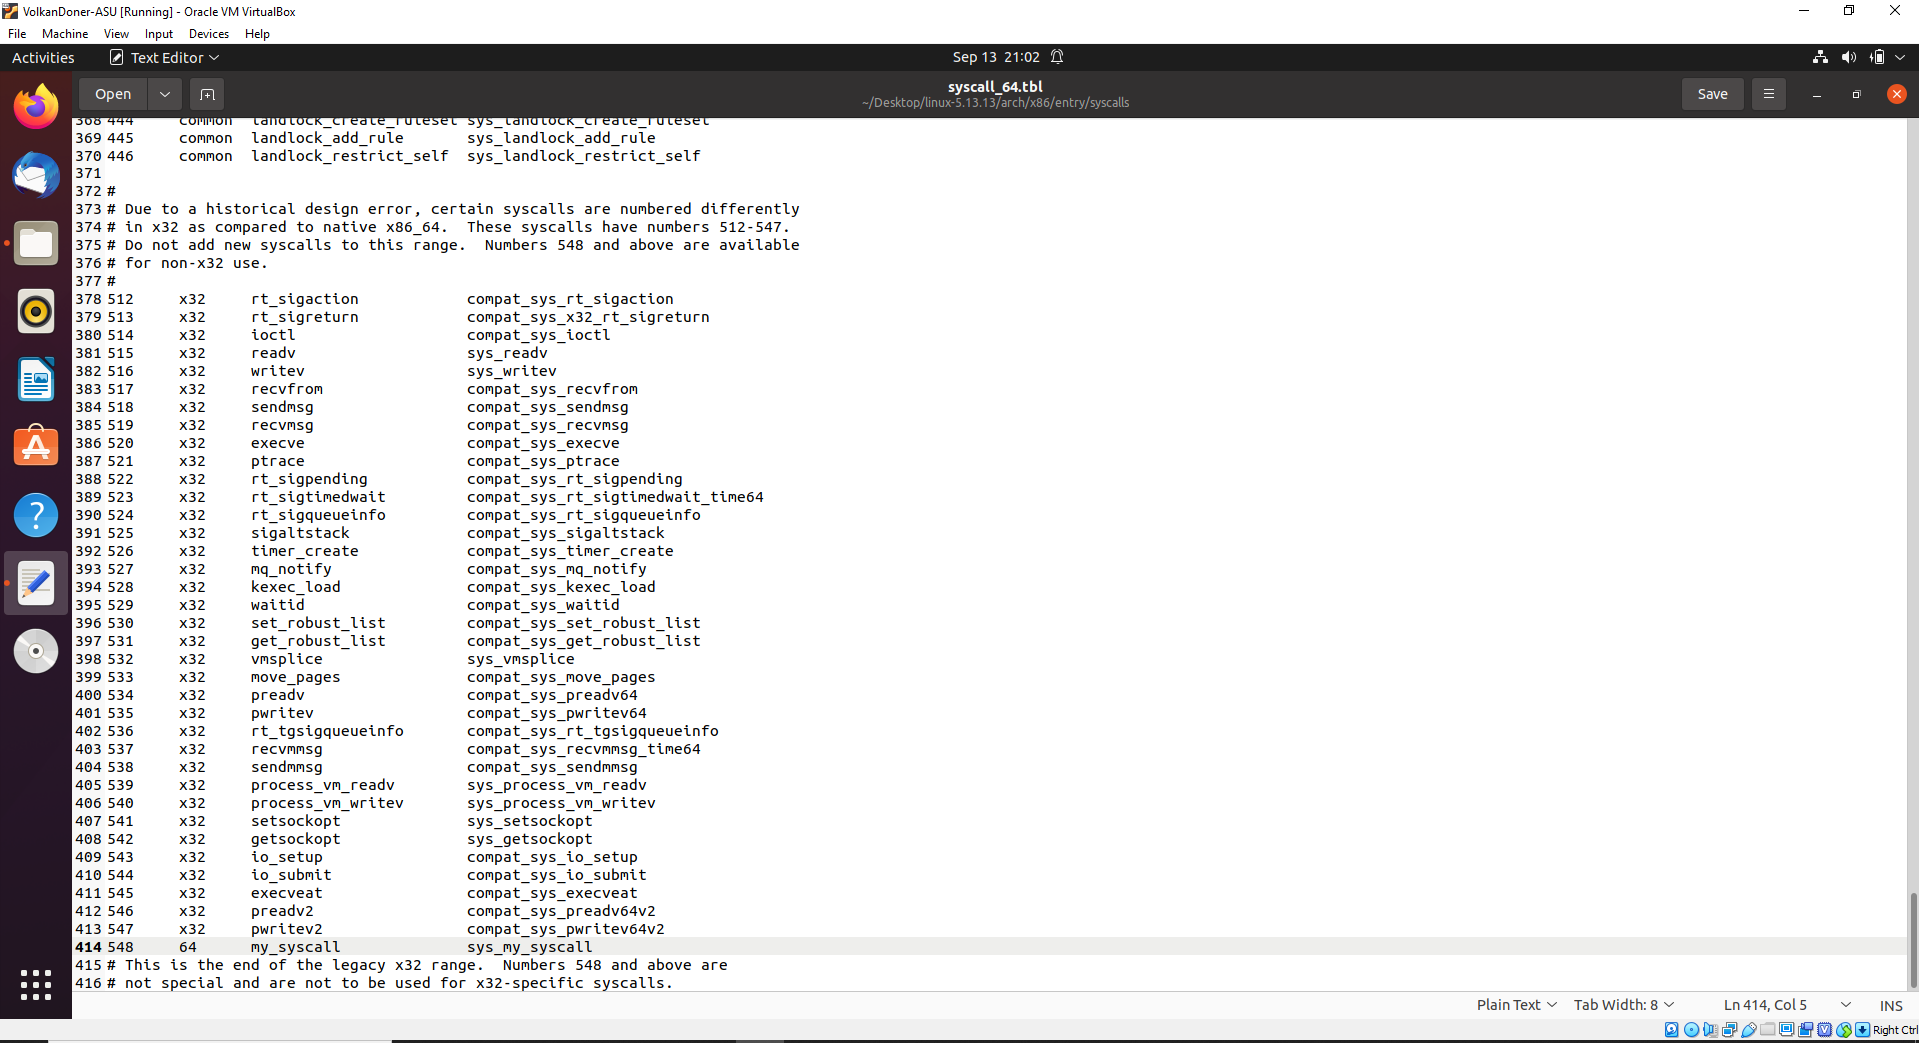 VolkanDoner-ASU [Running] - Oracle VM VirtualBox
File Machine View Input Devices Help
Activities Text Editor Sep 13 21:02
Open syscall_64.tbl Save
~/Desktop/linux-5.13.13/arch/x86/entry/syscalls
368 444 common landlock_create_ruleset sys_landlock_create_ruleset
369 445 common landlock_add_rule sys_landlock_add_rule
370 446 common landlock_restrict_self sys_landlock_restrict_self
371
372 #
373 # Due to a historical design error, certain syscalls are numbered differently
374 # in x32 as compared to native x86_64. These syscalls have numbers 512-547.
375 # Do not add new syscalls to this range. Numbers 548 and above are available
376 # for non-x32 use.
377 #
378 512 x32 rt_sigaction compat_sys_rt_sigaction
379 513 x32 rt_sigreturn compat_sys_x32_rt_sigreturn
380 514 x32 ioctl compat_sys_ioctl
381 515 x32 readv sys_readv
382 516 x32 writev sys_writev
383 517 x32 recvfrom compat_sys_recvfrom
384 518 x32 sendmsg compat_sys_sendmsg
385 519 x32 recvmsg compat_sys_recvmsg
386 520 x32 execve compat_sys_execve
387 521 x32 ptrace compat_sys_ptrace
388 522 x32 rt_sigpending compat_sys_rt_sigpending
389 523 x32 rt_sigtimedwait compat_sys_rt_sigtimedwait_time64
390 524 x32 rt_sigqueueinfo compat_sys_rt_sigqueueinfo
391 525 x32 sigaltstack compat_sys_sigaltstack
392 526 x32 timer_create compat_sys_timer_create
393 527 x32 mq_notify compat_sys_mq_notify
394 528 x32 kexec_load compat_sys_kexec_load
395 529 x32 waitid compat_sys_waitid
396 530 x32 set_robust_list compat_sys_set_robust_list
397 531 x32 get_robust_list compat_sys_get_robust_list
398 532 x32 vmsplice sys_vmsplice
399 533 x32 move_pages compat_sys_move_pages
400 534 x32 preadv compat_sys_preadv64
401 535 x32 pwritev compat_sys_pwritev64
402 536 x32 rt_tgsigqueueinfo compat_sys_rt_tgsigqueueinfo
403 537 x32 recvmmsg compat_sys_recvmmsg_time64
404 538 x32 sendmmsg compat_sys_sendmmsg
405 539 x32 process_vm_readv sys_process_vm_readv
406 540 x32 process_vm_writev sys_process_vm_writev
407 541 x32 setsockopt sys_setsockopt
408 542 x32 getsockopt sys_getsockopt
409 543 x32 io_setup compat_sys_io_setup
410 544 x32 io_submit compat_sys_io_submit
411 545 x32 execveat compat_sys_execveat
412 546 x32 preadv2 compat_sys_preadv64v2
413 547 x32 pwritev2 compat_sys_pwritev64v2
414 548 64 my_syscall sys_my_syscall
415 # This is the end of the legacy x32 range. Numbers 548 and above are
416 # not special and are not to be used for x32-specific syscalls.
Plain Text Tab Width: 8 Ln 414, Col 5 INS
Right Ctrl